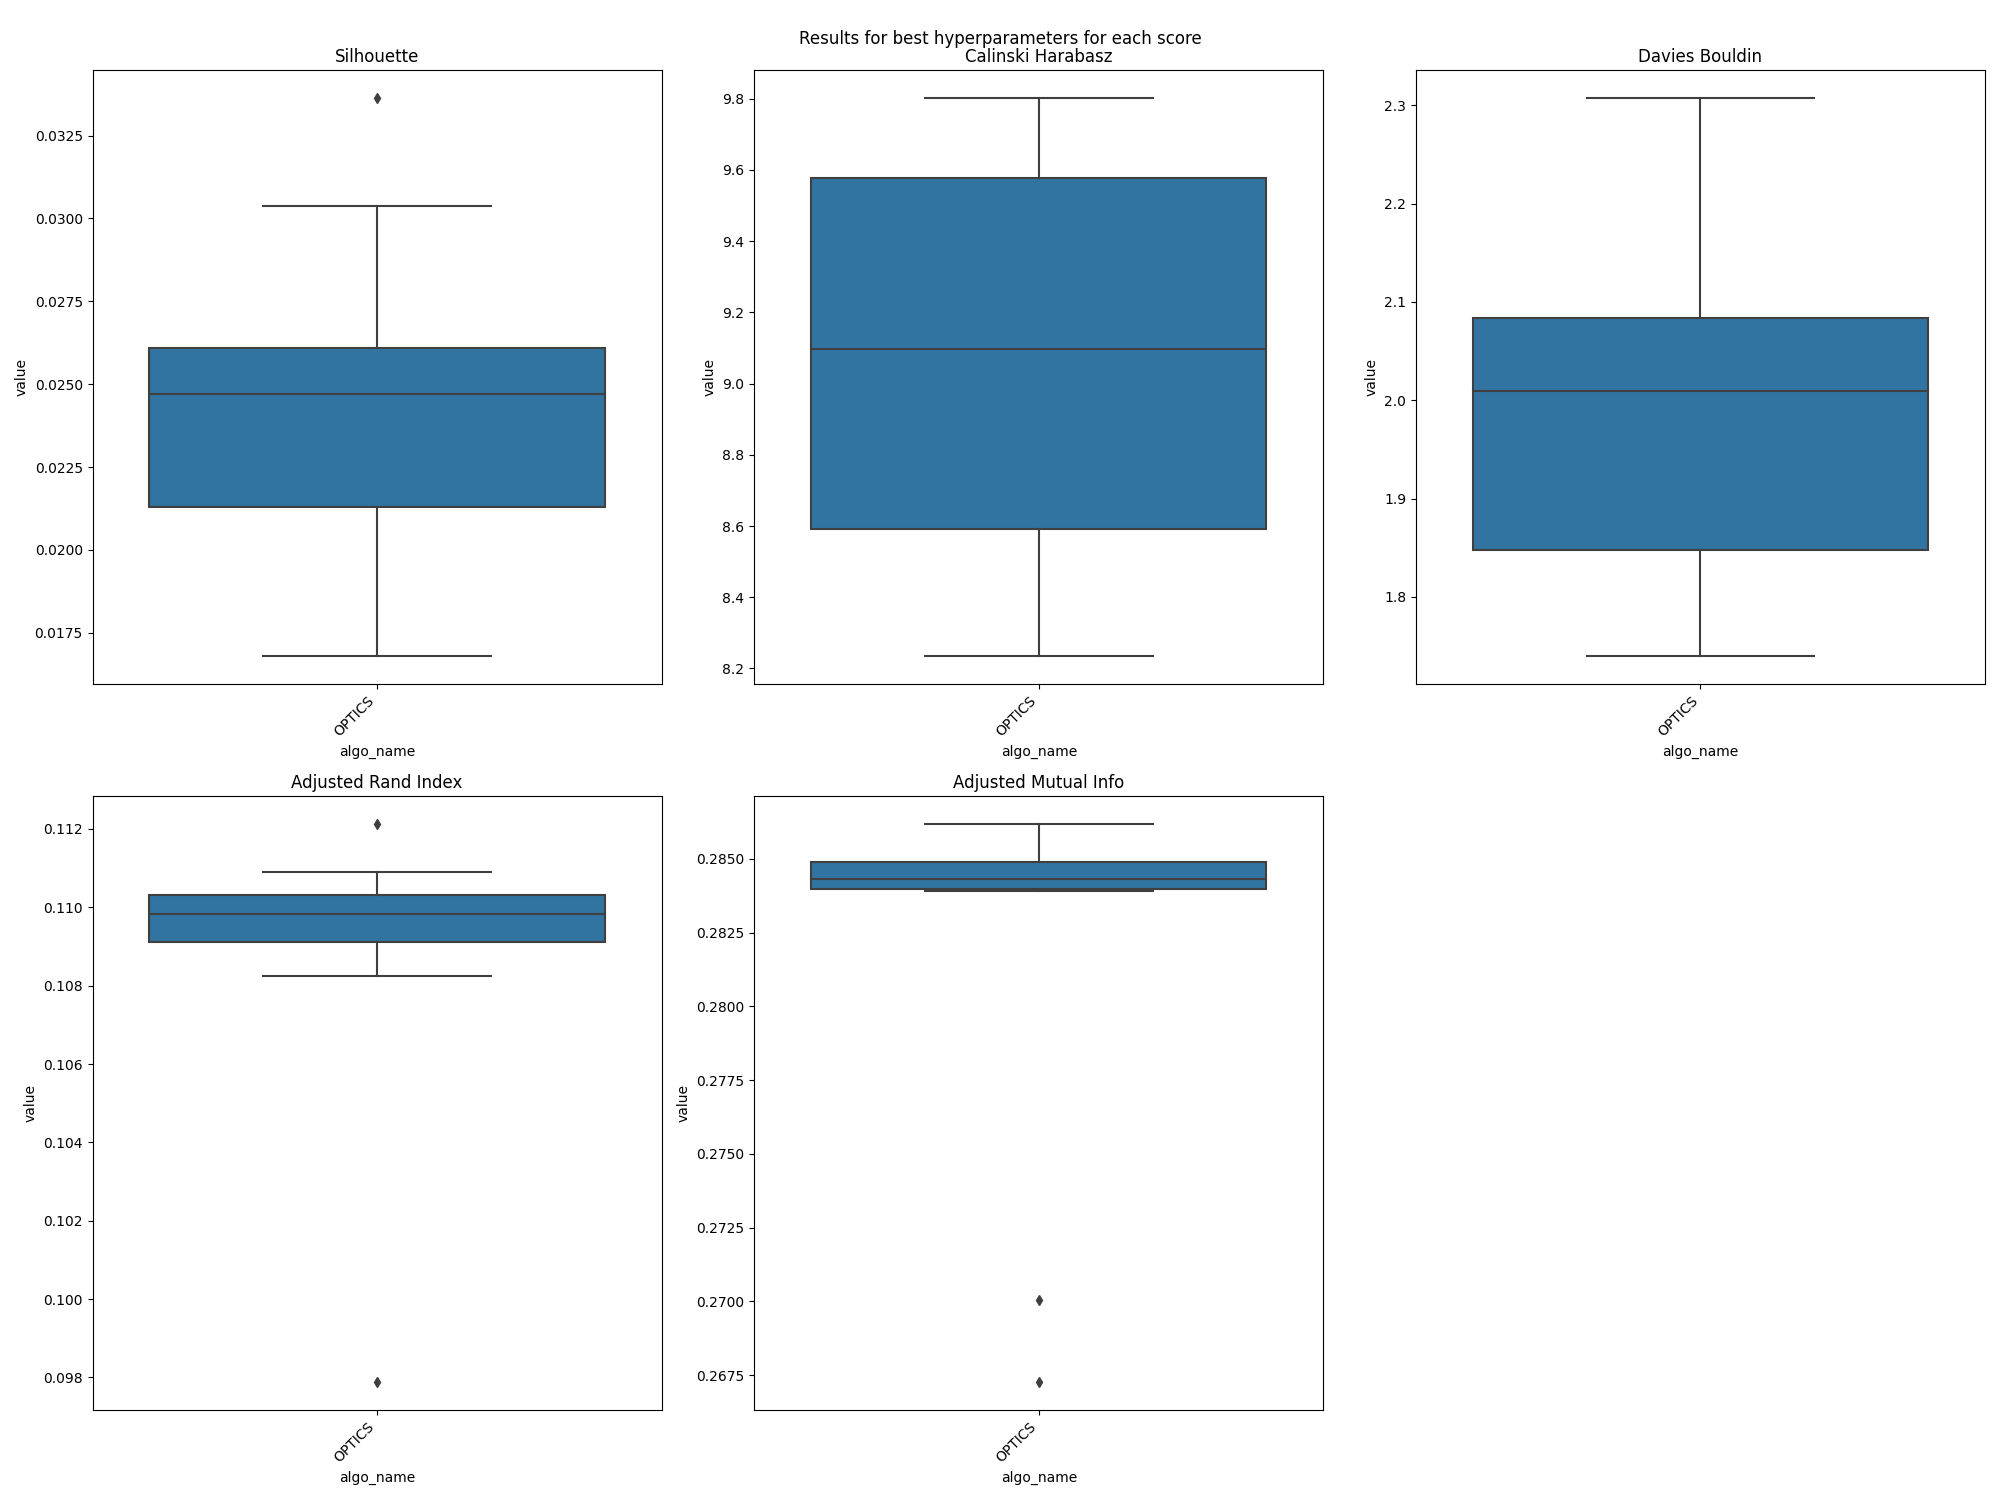 Results for best hyperparameters for each score
Silhouette
0.0325
0.0300
0.0275
0.0250
0.0225
0.0200
0.0175
value
OPTICS
algo_name
Calinski Harabasz
9.8
9.6
9.4
9.2
9.0
8.8
8.6
8.4
8.2
value
OPTICS
algo_name
Davies Bouldin
2.3
2.2
2.1
2.0
1.9
1.8
value
OPTICS
algo_name
Adjusted Rand Index
0.112
0.110
0.108
0.106
0.104
0.102
0.100
0.098
value
OPTICS
algo_name
Adjusted Mutual Info
0.2850
0.2825
0.2800
0.2775
0.2750
0.2725
0.2700
0.2675
value
OPTICS
algo_name